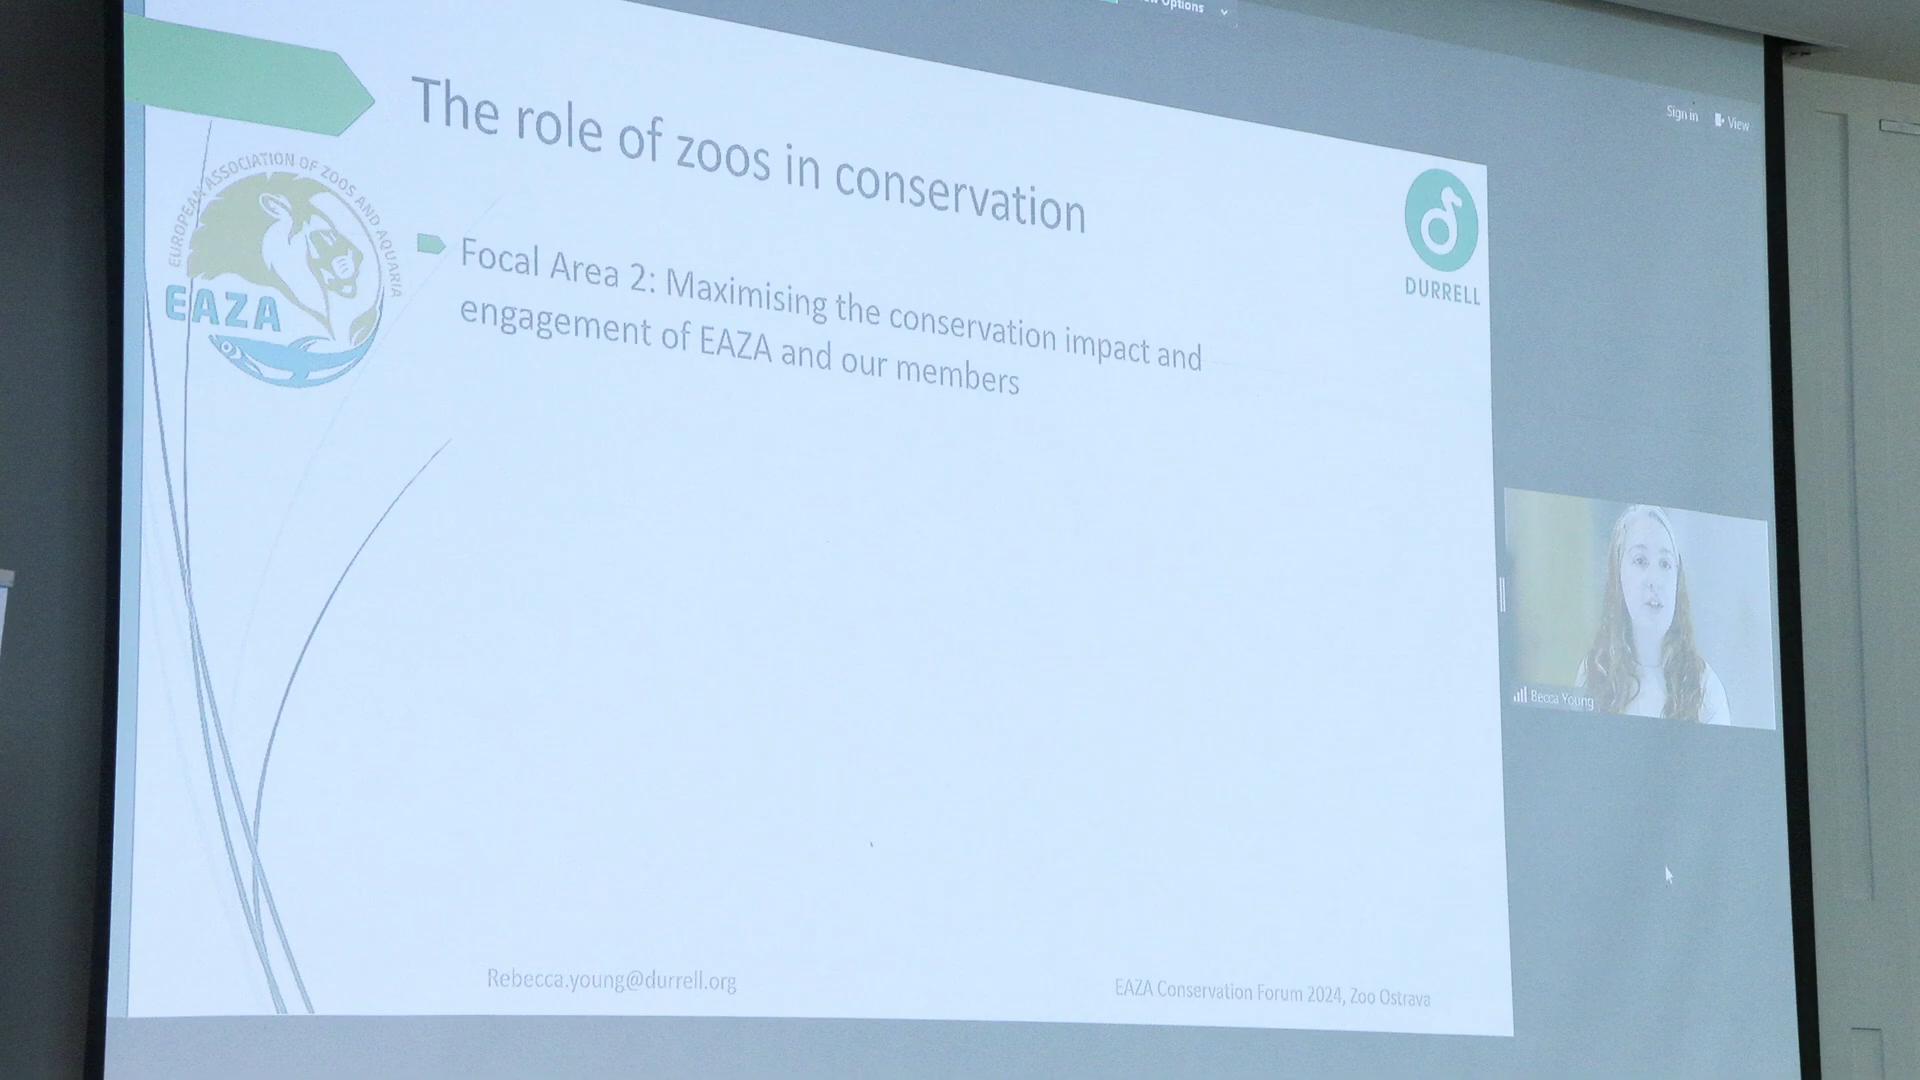 Options
Sign in
View
The role of zoos in conservation
EUROPEAN ASSOCIATION OF ZOOS AND AQUARIA
EAZA
DURRELL
Focal Area 2: Maximising the conservation impact and
engagement of EAZA and our members
Becca Young
Rebecca.young@durrell.org
EAZA Conservation Forum 2024, Zoo Ostrava